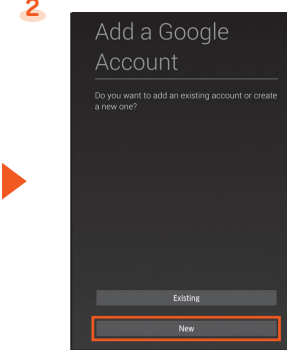 2
Add a Google
Account
Do you want to add an existing account or create
a new one?
Existing
New